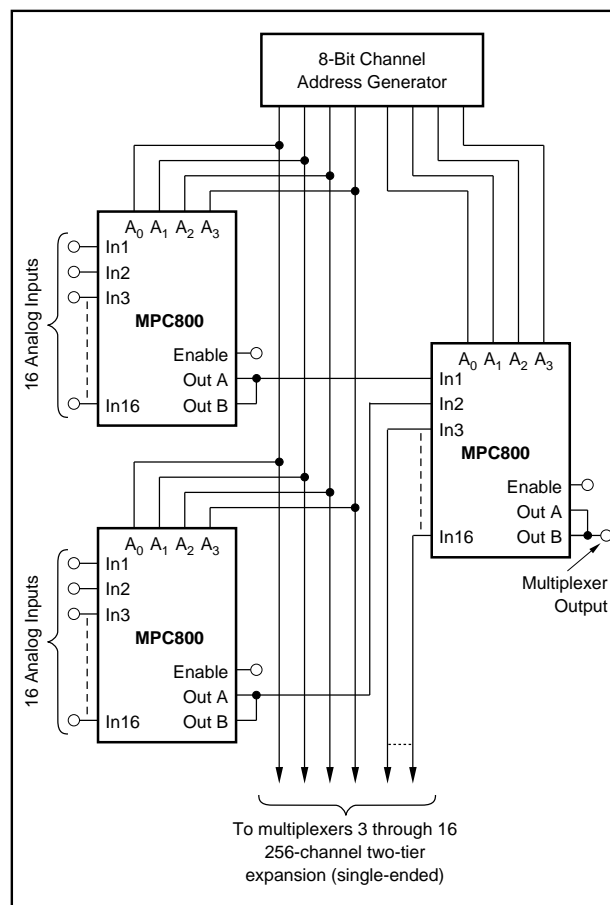 8-Bit Channel
Address Generator
A0 A1 A2 A3
16 Analog Inputs
In1
In2
In3
MPC800
Enable
Out A
Out B
In16
A0 A1 A2 A3
In1
In2
In3
MPC800
Enable
Out A
Out B
In16
Multiplexer
Output
A0 A1 A2 A3
16 Analog Inputs
In1
In2
In3
MPC800
Enable
Out A
Out B
In16
To multiplexers 3 through 16
256-channel two-tier
expansion (single-ended)